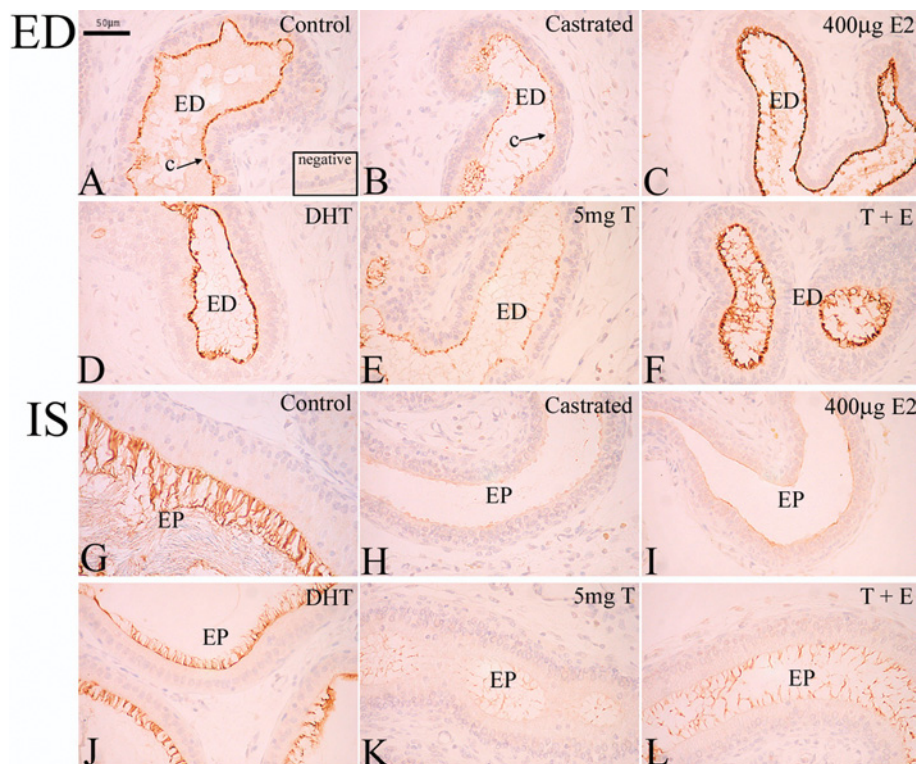 ED
50µm
Control
ED
c
negative
A
Castrated
ED
c
B
400µg E2
ED
C
DHT
ED
D
5mg T
ED
E
T + E
ED
F
IS
Control
EP
G
Castrated
EP
H
400µg E2
EP
I
DHT
EP
J
5mg T
EP
K
T + E
EP
L